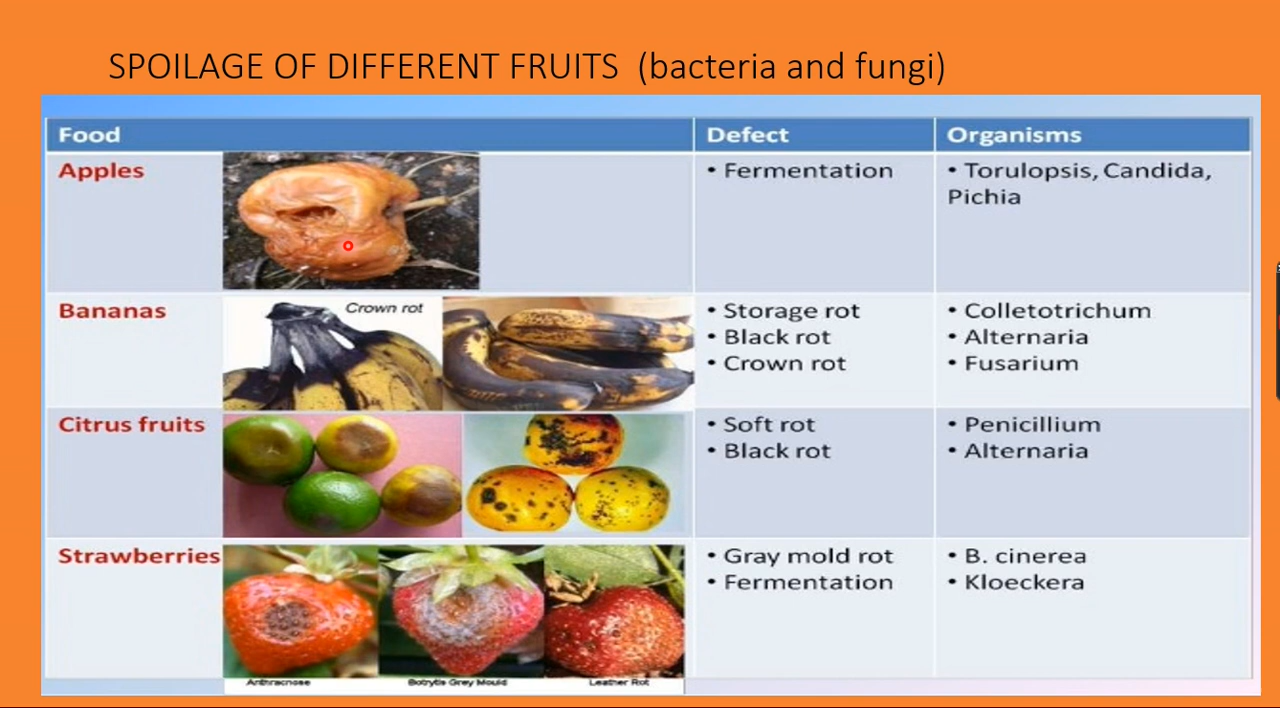 SPOILAGE OF DIFFERENT FRUITS (bacteria and fungi)
Food Defect Organisms
Apples • Fermentation • Torulopsis, Candida,
Pichia
Bananas Crown rot • Storage rot • Colletotrichum
• Black rot • Alternaria
• Crown rot • Fusarium
Citrus fruits • Soft rot • Penicillium
• Black rot • Alternaria
Strawberries • Gray mold rot • B. cinerea
• Fermentation • Kloeckera
Anthracnose Botrytis Grey Mould Leather Rot